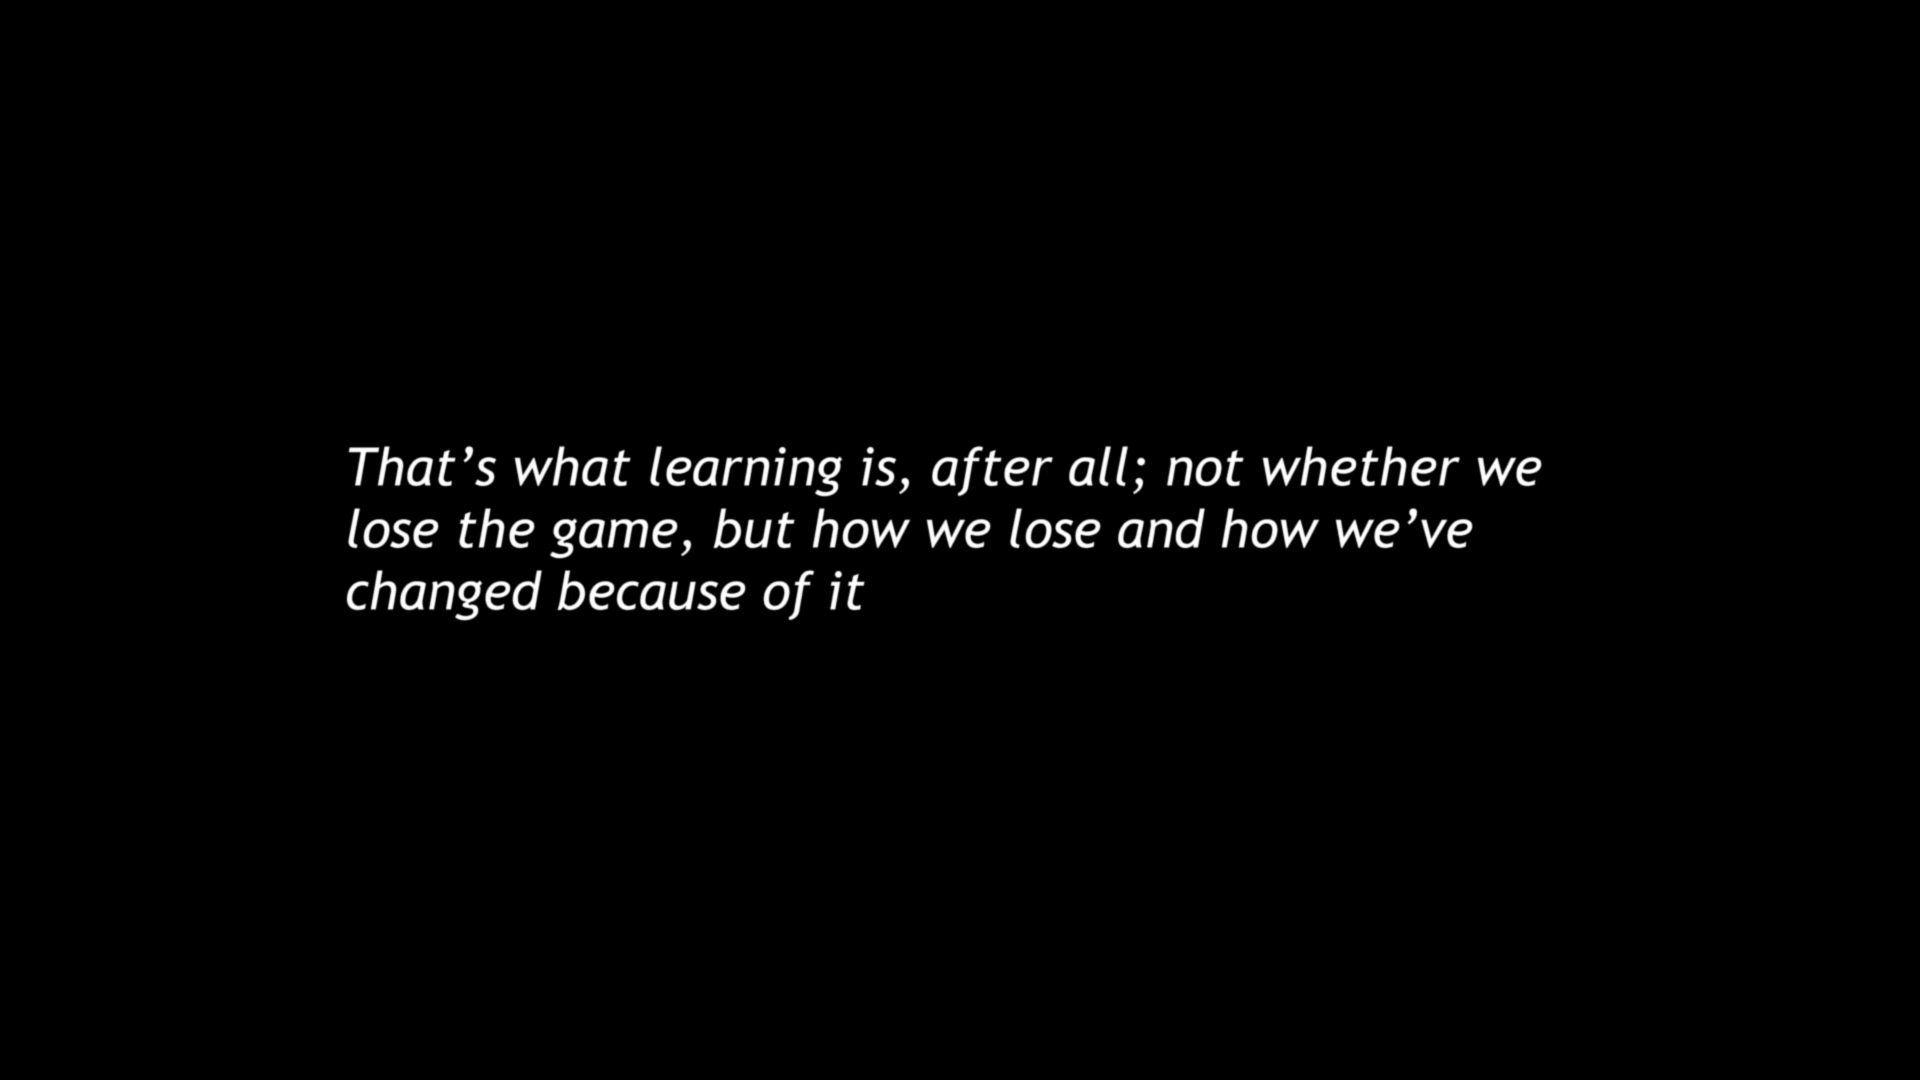 That’s what learning is, after all; not whether we
lose the game, but how we lose and how we’ve
changed because of it